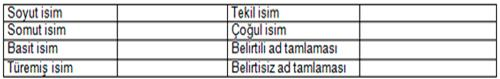 Soyut isim Tekil isim
Somut isim Çoğul isim
Basit isim Belirtili ad tamlaması
Türemiş isim Belirtisiz ad tamlaması